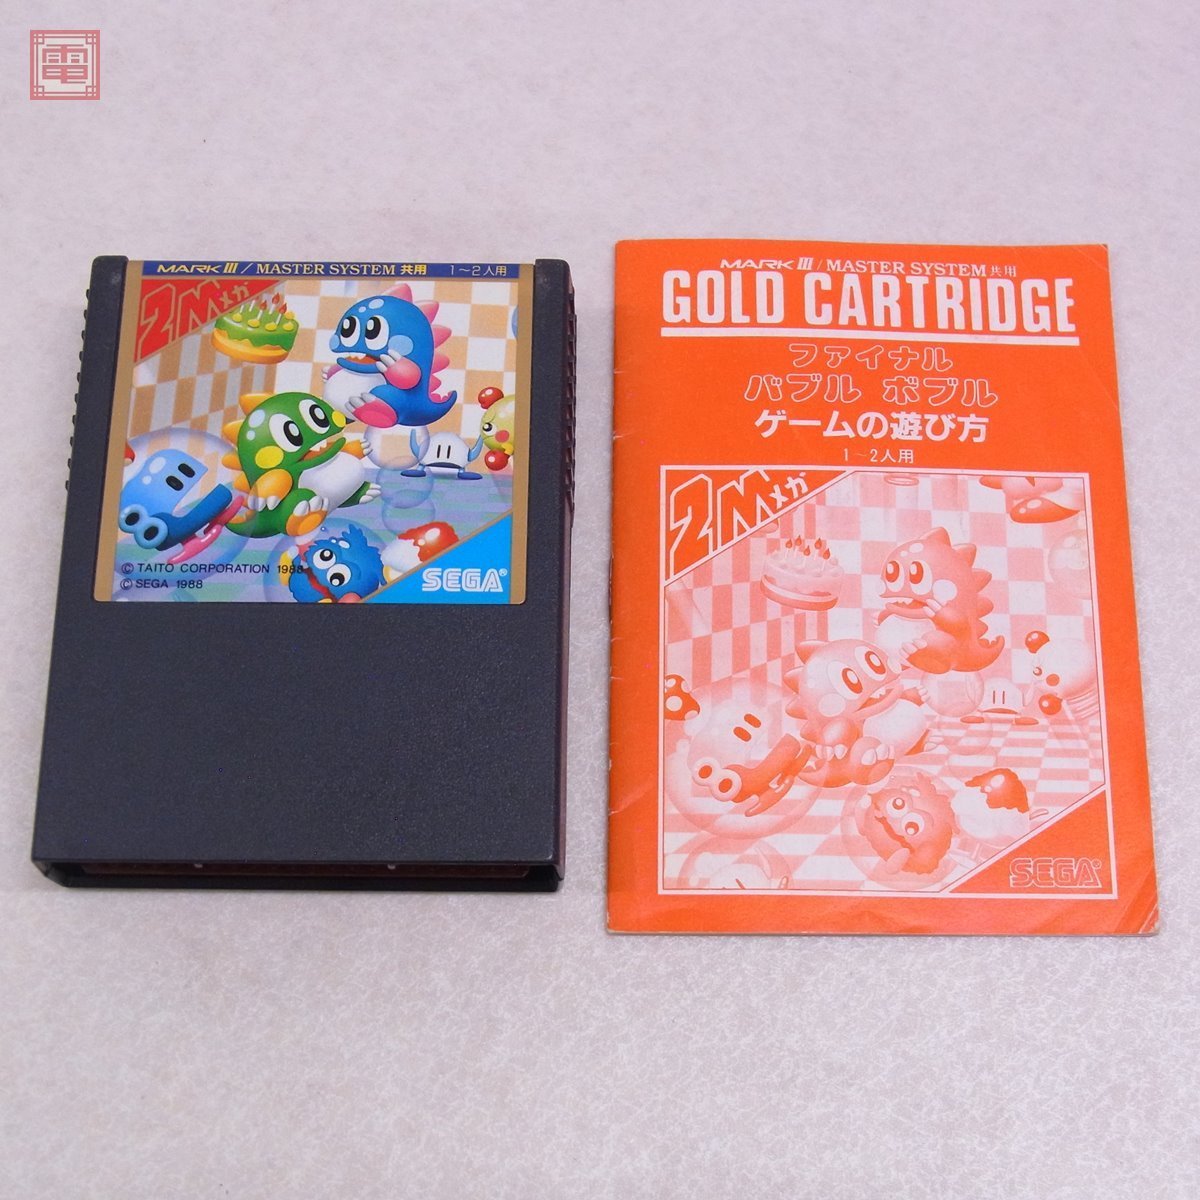 電
MARK III / MASTER SYSTEM 共用 1~2人用
2Mメガ
© TAITO CORPORATION 1988
© SEGA 1988
SEGA®
MARK III / MASTER SYSTEM 共用
GOLD CARTRIDGE
ファイナル
バブル ボブル
ゲームの遊び方
1~2人用
2Mメガ
SEGA®